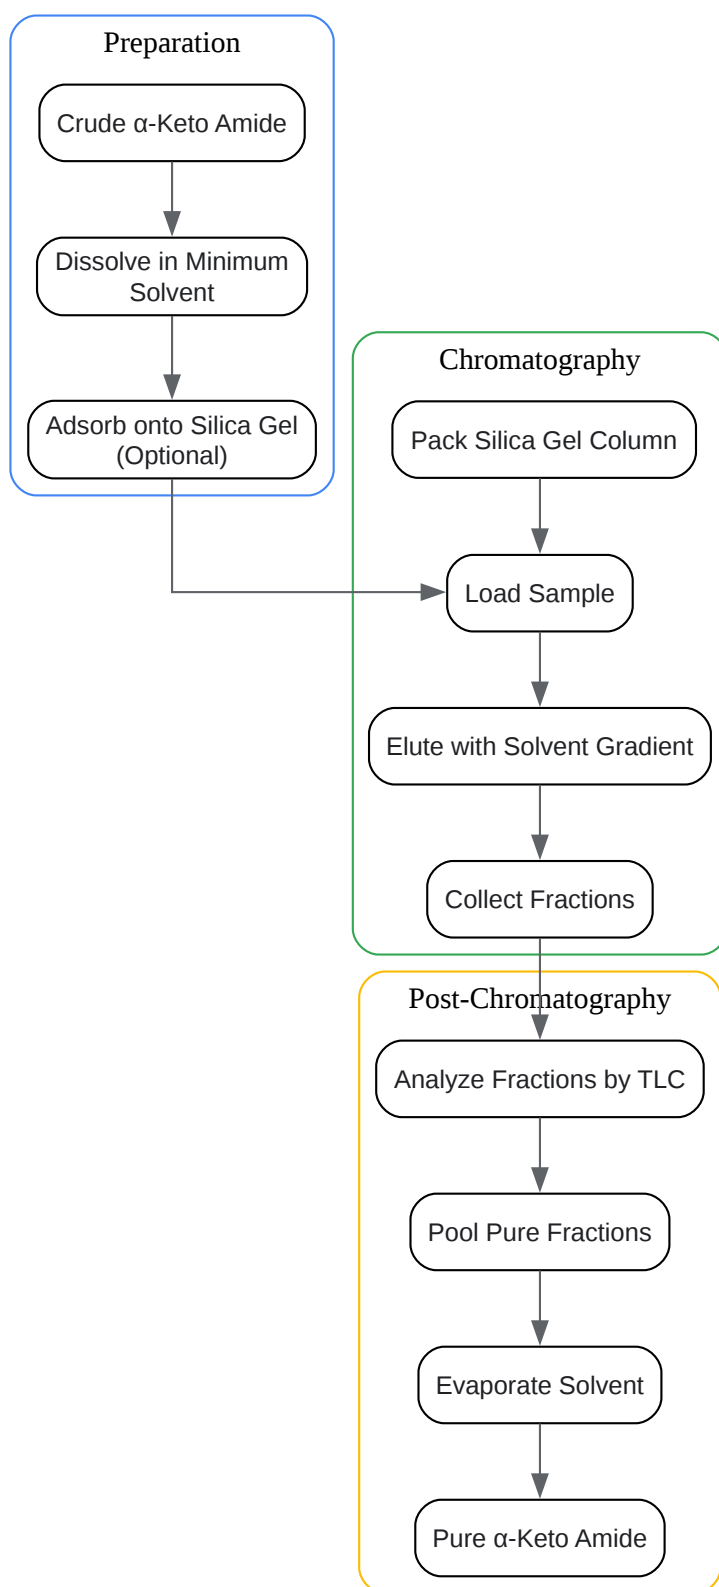 Preparation
Crude α-Keto Amide
Dissolve in Minimum
Solvent
Adsorb onto Silica Gel
(Optional)
Chromatography
Pack Silica Gel Column
Load Sample
Elute with Solvent Gradient
Collect Fractions
Post-Chromatography
Analyze Fractions by TLC
Pool Pure Fractions
Evaporate Solvent
Pure α-Keto Amide